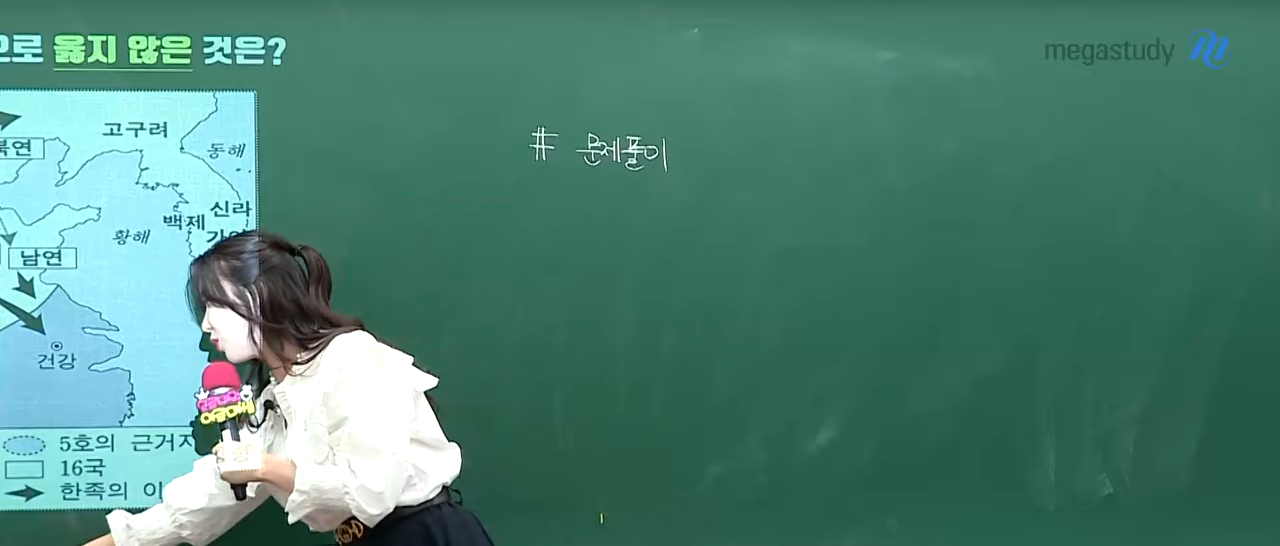 으로 옳지 않은 것은?
megastudy
고구려
북연
동해
# 문제풀이
신라
백제
황해
남연
건강
5호의 근거지
16국
한족의 이